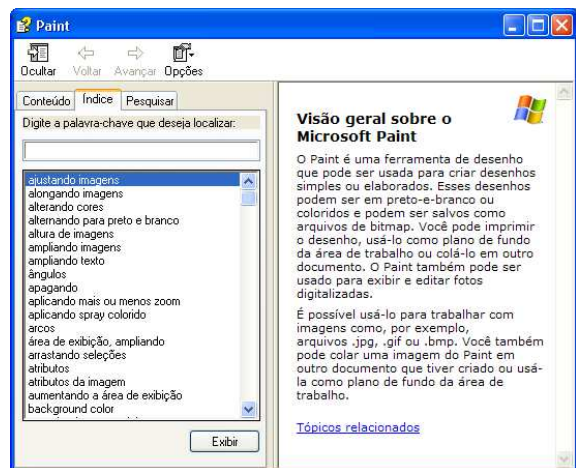 Paint
Ocultar Voltar Avançar Opções
Conteúdo Índice Pesquisar
Digite a palavra-chave que deseja localizar:
ajustando imagens
alongando imagens
alterando cores
alternando para preto e branco
altura de imagens
ampliando imagens
ampliando texto
ângulos
apagando
aplicando mais ou menos zoom
aplicando spray colorido
arcos
área de exibição, ampliando
arrastando seleções
atributos
atributos da imagem
aumentando a área de exibição
background color
Exibir
Visão geral sobre o
Microsoft Paint
O Paint é uma ferramenta de desenho
que pode ser usada para criar desenhos
simples ou elaborados. Esses desenhos
podem ser em preto-e-branco ou
coloridos e podem ser salvos como
arquivos de bitmap. Você pode imprimir
o desenho, usá-lo como plano de fundo
da área de trabalho ou colá-lo em outro
documento. O Paint também pode ser
usado para exibir e editar fotos
digitalizadas.
É possível usá-lo para trabalhar com
imagens como, por exemplo,
arquivos .jpg, .gif ou .bmp. Você também
pode colar uma imagem do Paint em
outro documento que tiver criado ou usá-
la como plano de fundo da área de
trabalho.
Tópicos relacionados